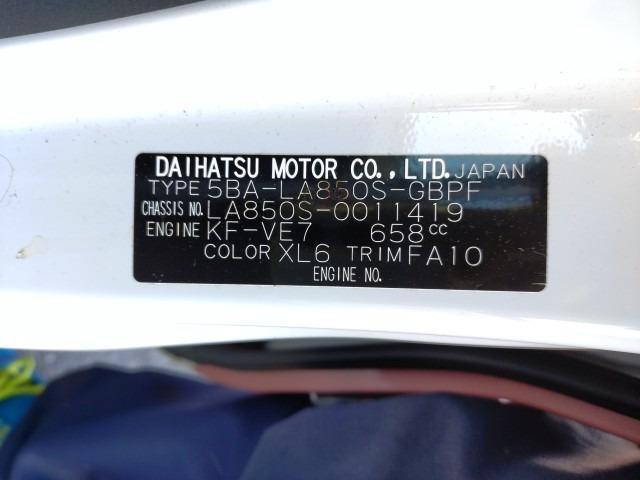 DAIHATSU MOTOR CO., LTD. JAPAN
TYPE 5BA-LA850S-GBPF
CHASSIS NO. LA850S-0011419
ENGINE KF-VE7 658cc
COLOR XL6 TRIM FA10
ENGINE NO.